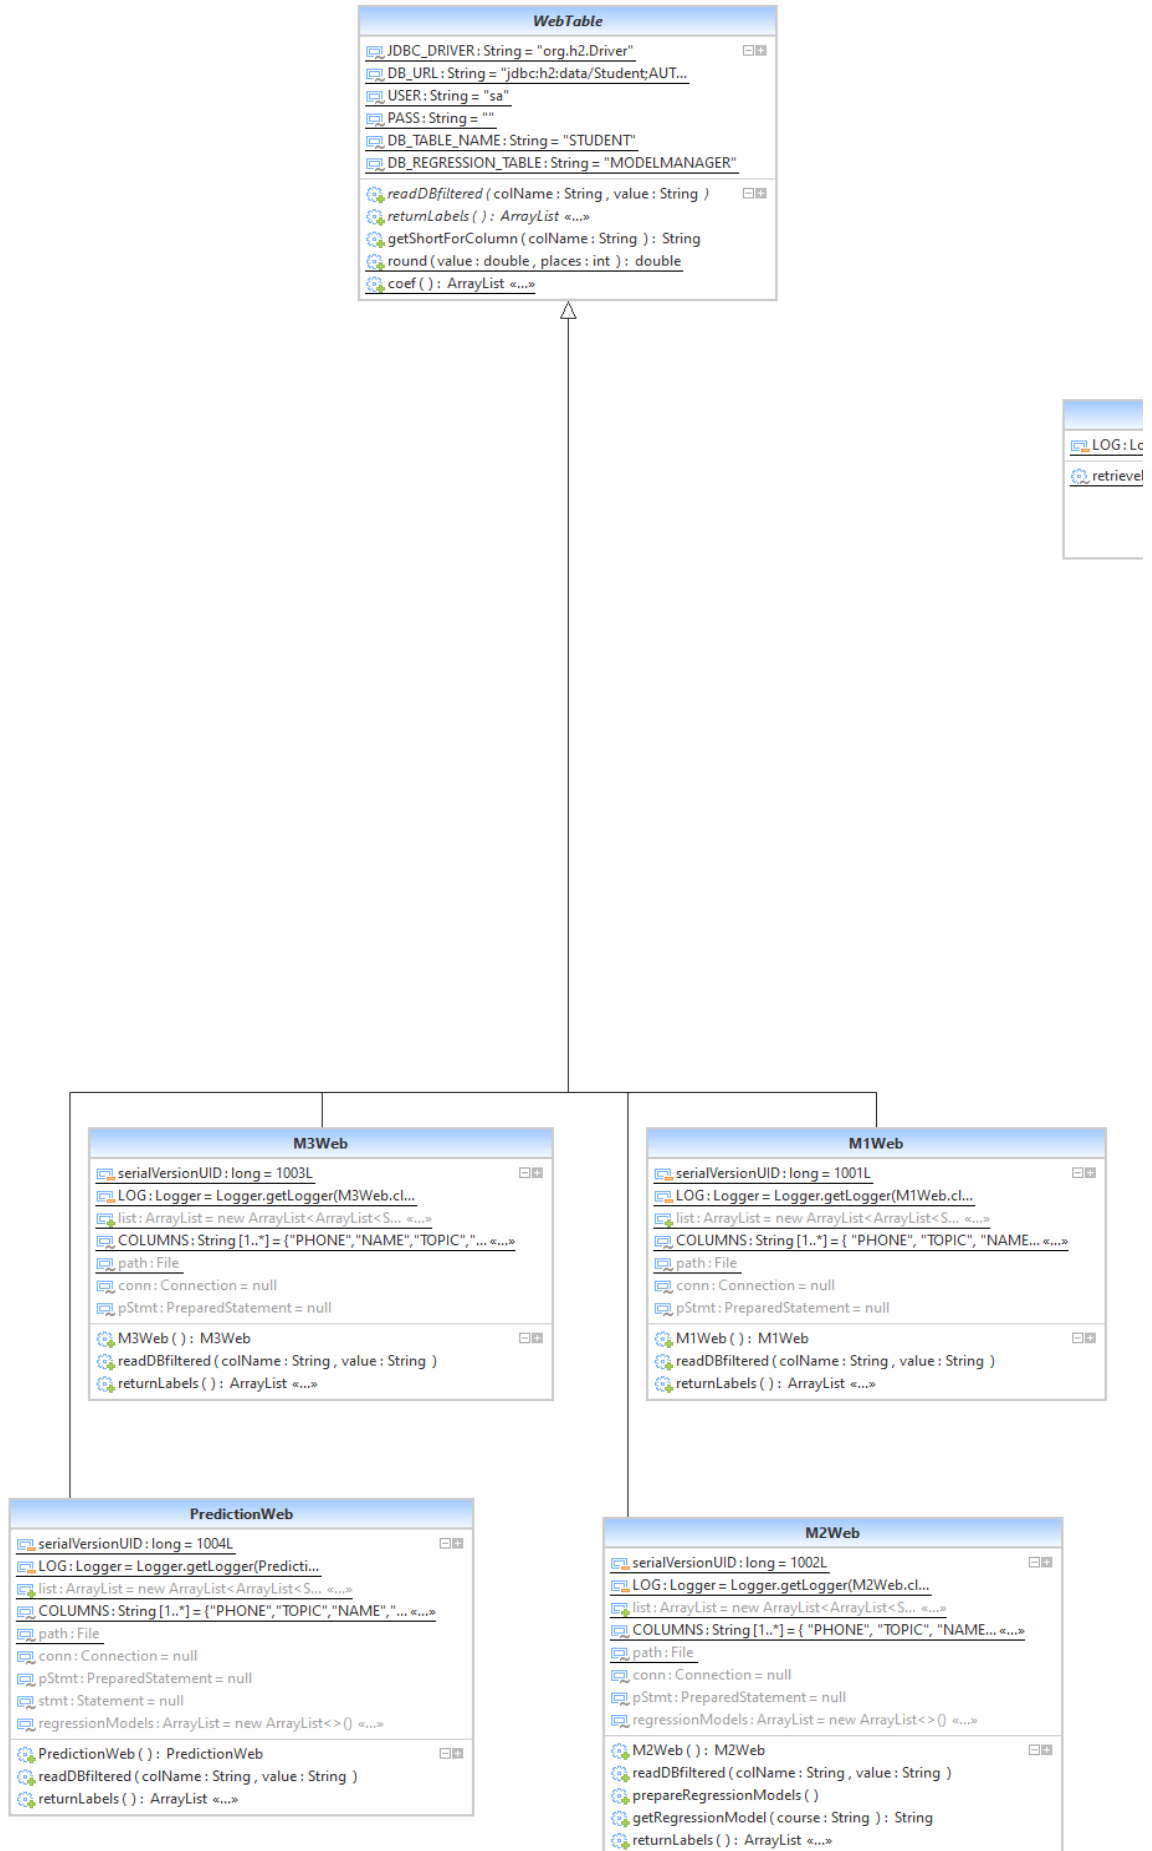 WebTable
JDBC_DRIVER : String = "org.h2.Driver"
DB_URL : String = "jdbc:h2:data/Student;AUT...
USER : String = "sa"
PASS : String = ""
DB_TABLE_NAME : String = "STUDENT"
DB_REGRESSION_TABLE : String = "MODELMANAGER"
readDBfiltered ( colName : String , value : String )
returnLabels ( ) : ArrayList «...»
getShortForColumn ( colName : String ) : String
round ( value : double , places : int ) : double
coef ( ) : ArrayList «...»
LOG : Lo
retrieve
M3Web
serialVersionUID : long = 1003L
LOG : Logger = Logger.getLogger(M3Web.cl...
list : ArrayList = new ArrayList<ArrayList<S... «...»
COLUMNS : String [1..*] = {"PHONE","NAME","TOPIC","... «...»
path : File
conn : Connection = null
pStmt : PreparedStatement = null
M3Web ( ) : M3Web
readDBfiltered ( colName : String , value : String )
returnLabels ( ) : ArrayList «...»
M1Web
serialVersionUID : long = 1001L
LOG : Logger = Logger.getLogger(M1Web.cl...
list : ArrayList = new ArrayList<ArrayList<S... «...»
COLUMNS : String [1..*] = { "PHONE", "TOPIC", "NAME... «...»
path : File
conn : Connection = null
pStmt : PreparedStatement = null
M1Web ( ) : M1Web
readDBfiltered ( colName : String , value : String )
returnLabels ( ) : ArrayList «...»
PredictionWeb
serialVersionUID : long = 1004L
LOG : Logger = Logger.getLogger(Predicti...
list : ArrayList = new ArrayList<ArrayList<S... «...»
COLUMNS : String [1..*] = {"PHONE","TOPIC","NAME","... «...»
path : File
conn : Connection = null
pStmt : PreparedStatement = null
stmt : Statement = null
regressionModels : ArrayList = new ArrayList<>() «...»
PredictionWeb ( ) : PredictionWeb
readDBfiltered ( colName : String , value : String )
returnLabels ( ) : ArrayList «...»
M2Web
serialVersionUID : long = 1002L
LOG : Logger = Logger.getLogger(M2Web.cl...
list : ArrayList = new ArrayList<ArrayList<S... «...»
COLUMNS : String [1..*] = { "PHONE", "TOPIC", "NAME... «...»
path : File
conn : Connection = null
pStmt : PreparedStatement = null
regressionModels : ArrayList = new ArrayList<>() «...»
M2Web ( ) : M2Web
readDBfiltered ( colName : String , value : String )
prepareRegressionModels ( )
getRegressionModel ( course : String ) : String
returnLabels ( ) : ArrayList «...»